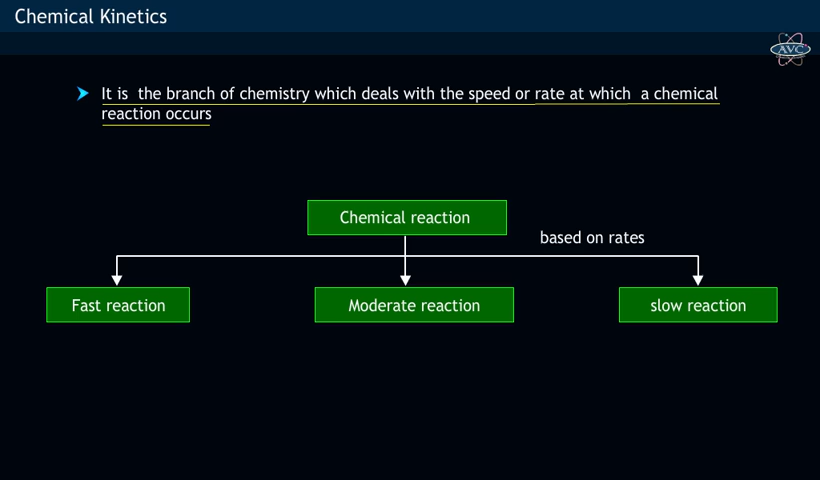 Chemical Kinetics
AVC
It is the branch of chemistry which deals with the speed or rate at which a chemical
reaction occurs
Chemical reaction
based on rates
Fast reaction
Moderate reaction
slow reaction